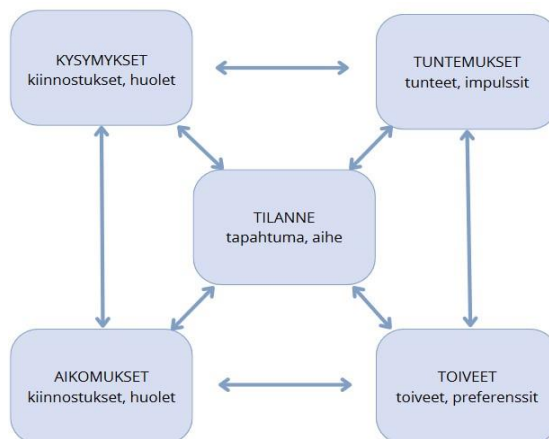 KYSYMYKSET
kiinnostukset, huolet
TUNTEMUKSET
tunteet, impulssit
TILANNE
tapahtuma, aihe
AIKOMUKSET
kiinnostukset, huolet
TOIVEET
toiveet, preferenssit